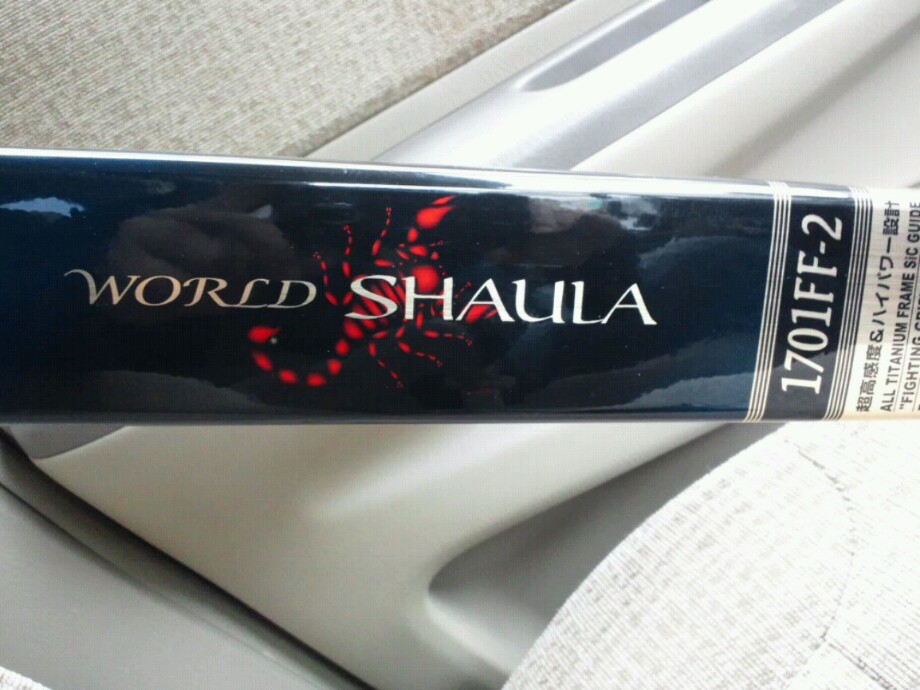 WORLD SHAULA
1701FF-2
超高感度&ハイパワー設計
ALL TITANIUM FRAME SiC GUIDE
"FIGHTING